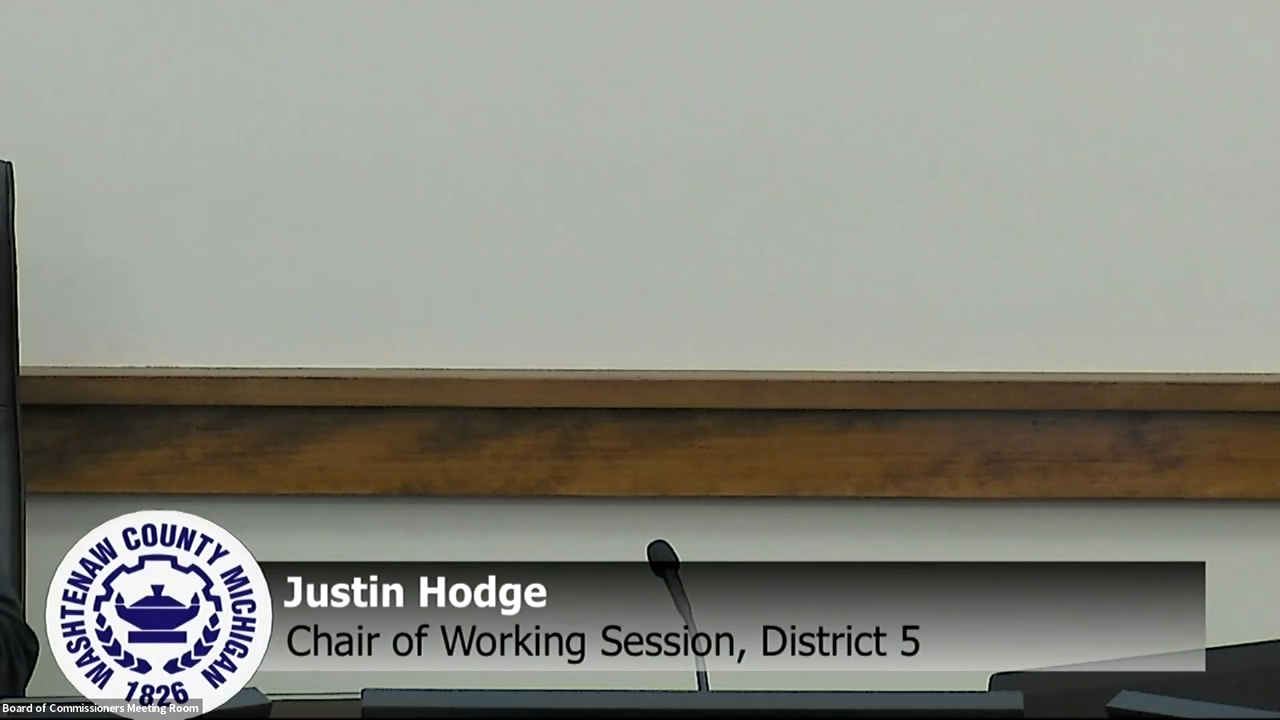 WASHTENAW COUNTY MICHIGAN
1826
Justin Hodge
Chair of Working Session, District 5
Board of Commissioners Meeting Room